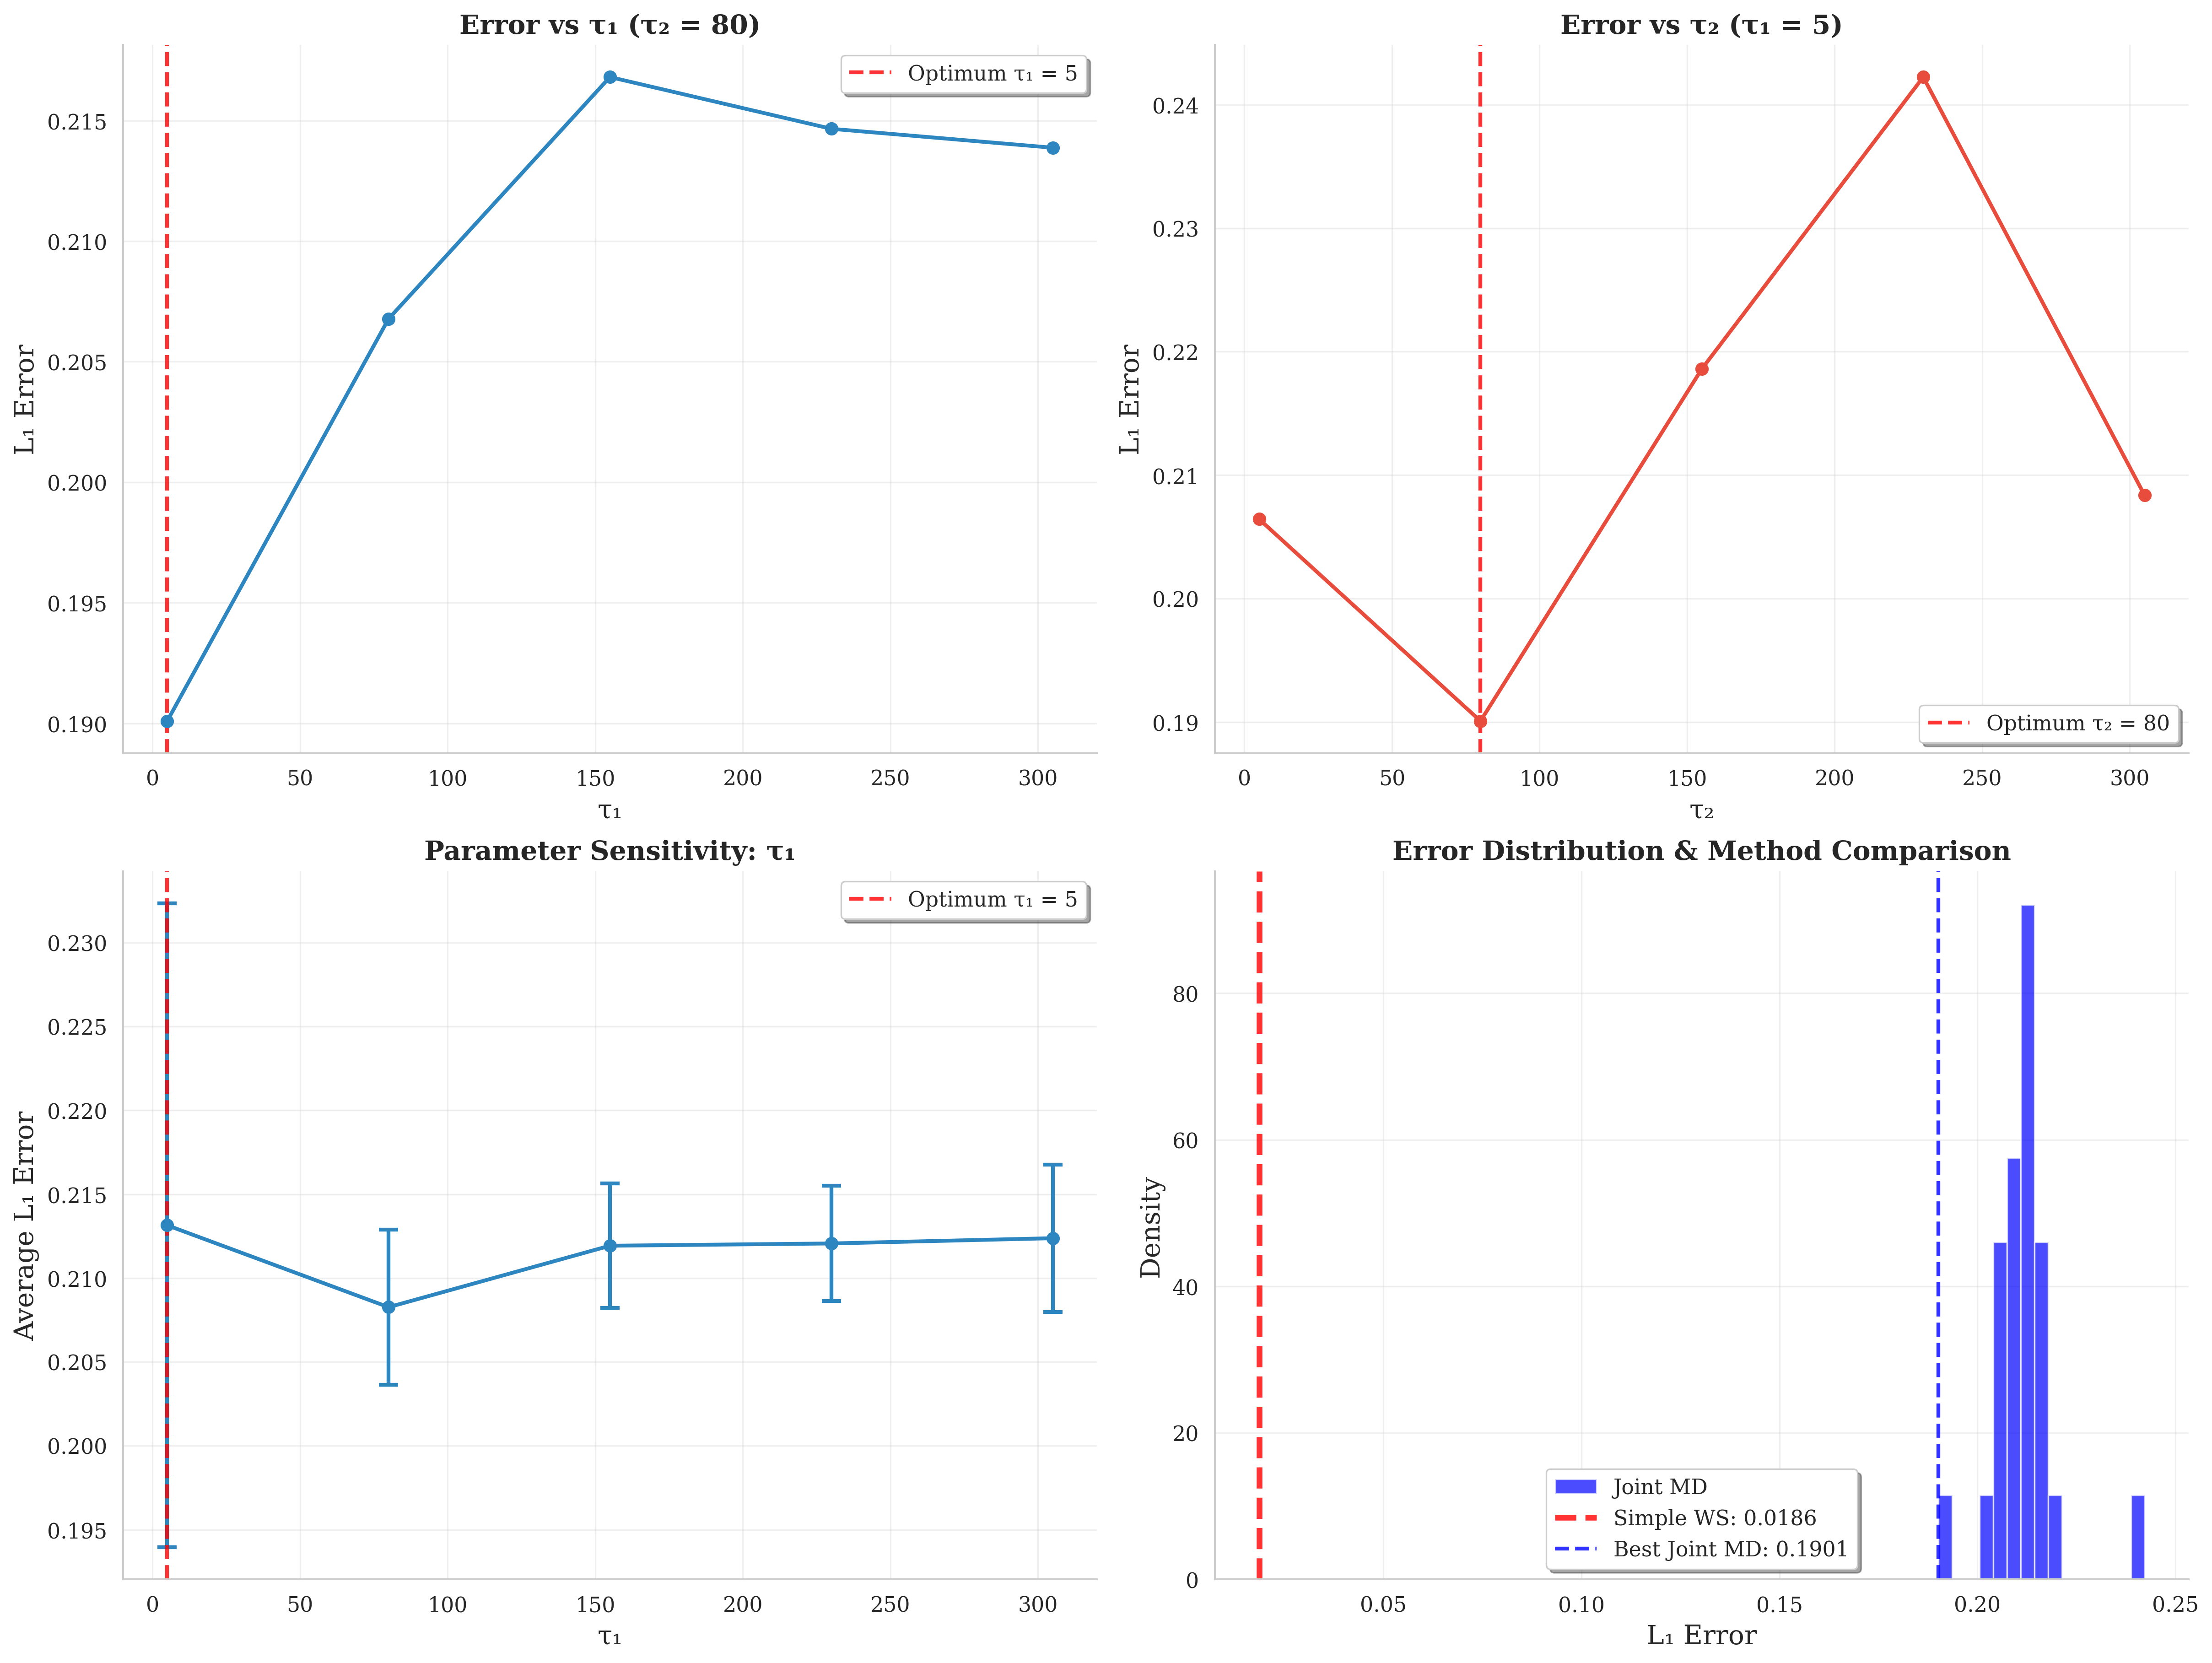 Error vs τ₁ (τ₂ = 80)
Optimum τ₁ = 5
0.215
0.210
0.205
0.200
0.195
0.190
L₁ Error
0 50 100 150 200 250 300
τ₁
Error vs τ₂ (τ₁ = 5)
0.24
0.23
0.22
0.21
0.20
0.19
L₁ Error
Optimum τ₂ = 80
0 50 100 150 200 250 300
τ₂
Parameter Sensitivity: τ₁
Optimum τ₁ = 5
0.230
0.225
0.220
0.215
0.210
0.205
0.200
0.195
Average L₁ Error
0 50 100 150 200 250 300
τ₁
Error Distribution & Method Comparison
80
60
40
20
0
Density
Joint MD
Simple WS: 0.0186
Best Joint MD: 0.1901
0.05 0.10 0.15 0.20 0.25
L₁ Error